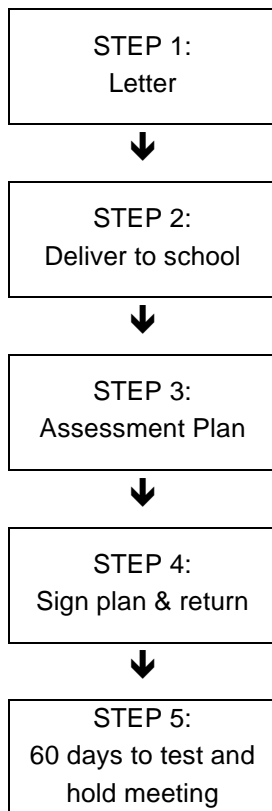 STEP 1:
Letter
STEP 2:
Deliver to school
STEP 3:
Assessment Plan
STEP 4:
Sign plan & return
STEP 5:
60 days to test and
hold meeting